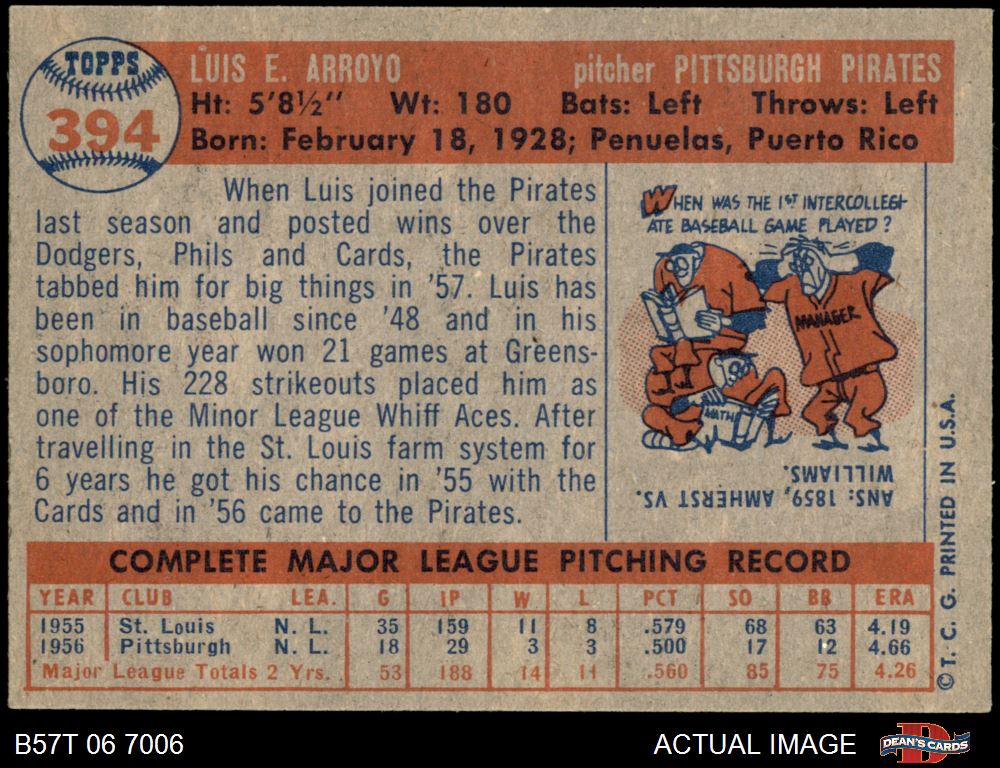 TOPPS
394
LUIS E. ARROYO pitcher PITTSBURGH PIRATES
Ht: 5'8½" Wt: 180 Bats: Left Throws: Left
Born: February 18, 1928; Penuelas, Puerto Rico
When Luis joined the Pirates
last season and posted wins over the
Dodgers, Phils and Cards, the Pirates
tabbed him for big things in '57. Luis has
been in baseball since '48 and in his
sophomore year won 21 games at Greens-
boro. His 228 strikeouts placed him as
one of the Minor League Whiff Aces. After
travelling in the St. Louis farm system for
6 years he got his chance in '55 with the
Cards and in '56 came to the Pirates.
WHEN WAS THE 1ST INTERCOLLEGI-
ATE BASEBALL GAME PLAYED?
MANAGER
MATH
ANS: 1859, AMHERST VS.
WILLIAMS.
COMPLETE MAJOR LEAGUE PITCHING RECORD
YEAR CLUB LEA. G IP W L PCT SO BB ERA
1955 St. Louis N. L. 35 159 11 8 .579 68 63 4.19
1956 Pittsburgh N. L. 18 29 3 3 .500 17 12 4.66
Major League Totals 2 Yrs. 53 188 14 11 .560 85 75 4.26
©T. C. G. PRINTED IN U.S.A.
B57T 06 7006 ACTUAL IMAGE DEAN'S CARDS